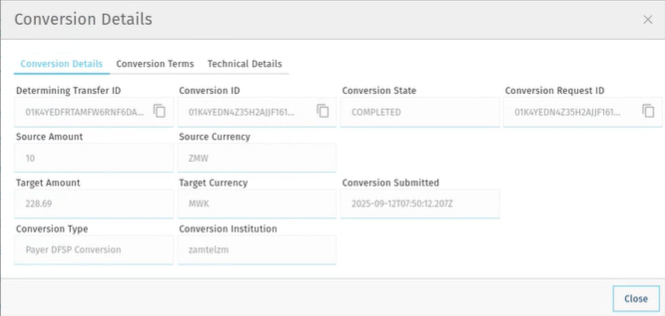 Conversion Details
Conversion Details Conversion Terms Technical Details
Determining Transfer ID Conversion ID Conversion State Conversion Request ID
01K4YEDFRTAMFW6RNF6DA... 01K4YEDN4Z35H2AJJF161... COMPLETED 01K4YEDN4Z35H2AJJF161...
Source Amount Source Currency
10 ZMW
Target Amount Target Currency Conversion Submitted
228.69 MWK 2025-09-12T07:50:12.207Z
Conversion Type Conversion Institution
Payer DFSP Conversion zamtelzm
Close